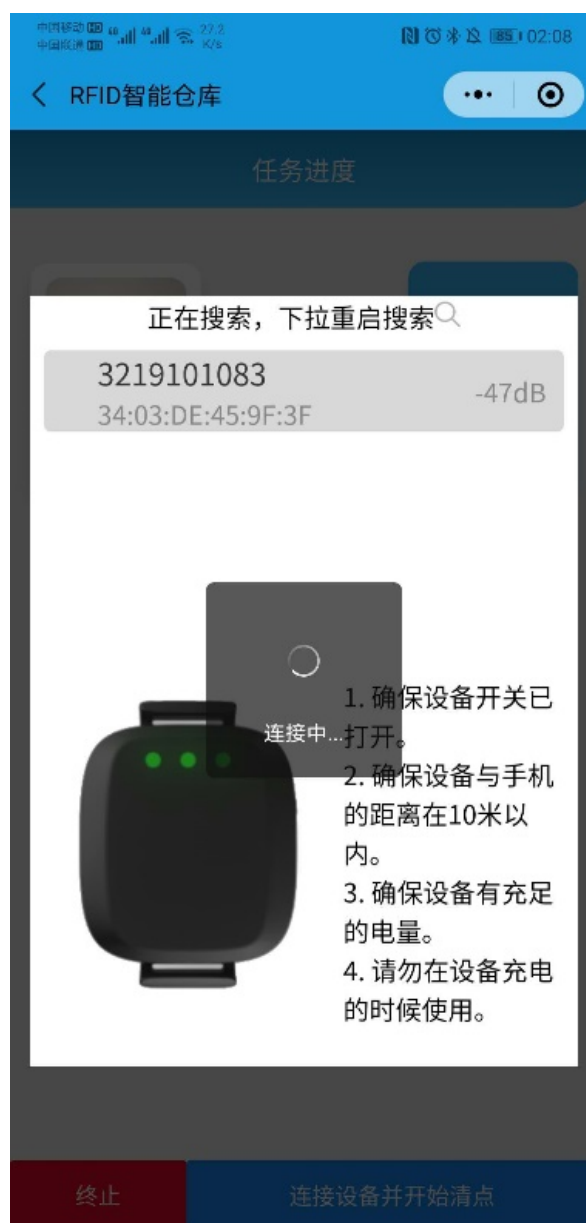 中国移动 HD 46 46 27.2 02:08
中国联通 HD K/s 85
RFID智能仓库
任务进度
正在搜索，下拉重启搜索
3219101083
-47dB
34:03:DE:45:9F:3F
连接中...
1. 确保设备开关已
打开。
2. 确保设备与手机
的距离在10米以
内。
3. 确保设备有充足
的电量。
4. 请勿在设备充电
的时候使用。
终止
连接设备并开始清点